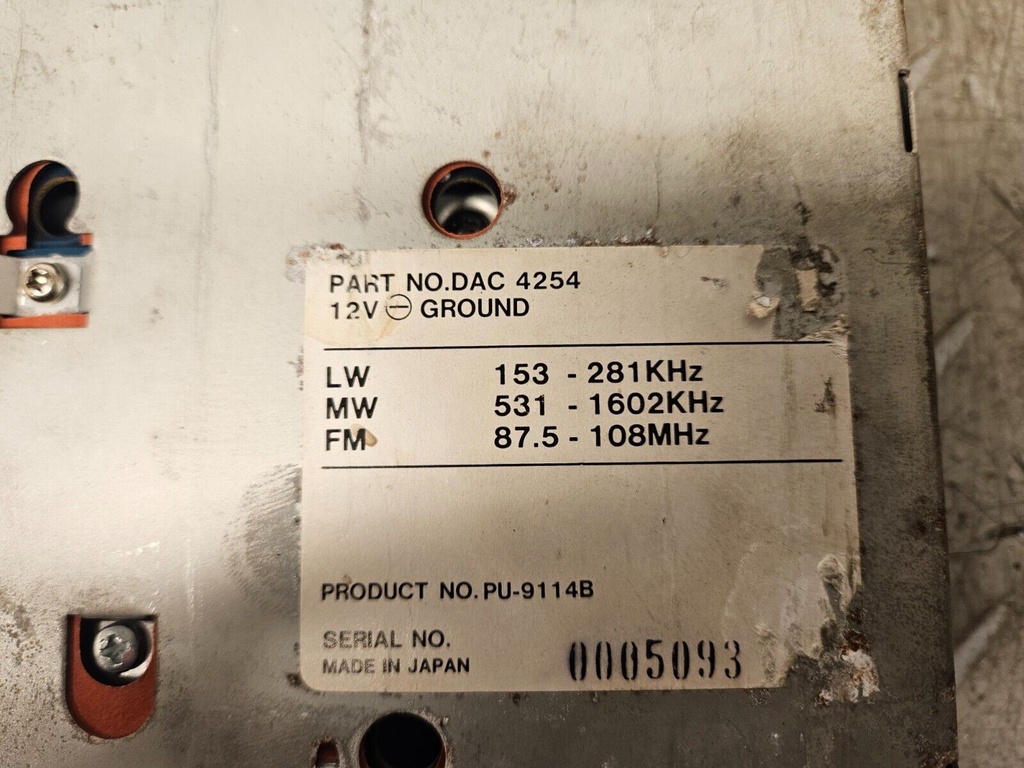 PART NO.DAC 4254
12V ⊖ GROUND
LW 153 - 281KHz
MW 531 - 1602KHz
FM 87.5 - 108MHz
PRODUCT NO. PU-9114B
SERIAL NO.
MADE IN JAPAN 0005093